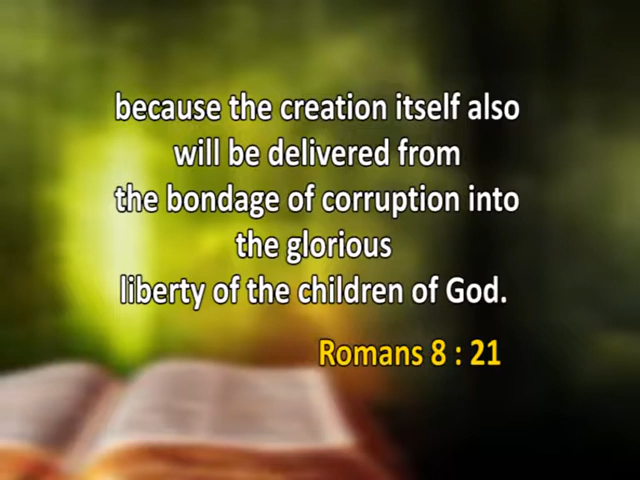 because the creation itself also
will be delivered from
the bondage of corruption into
the glorious
liberty of the children of God.
Romans 8 : 21